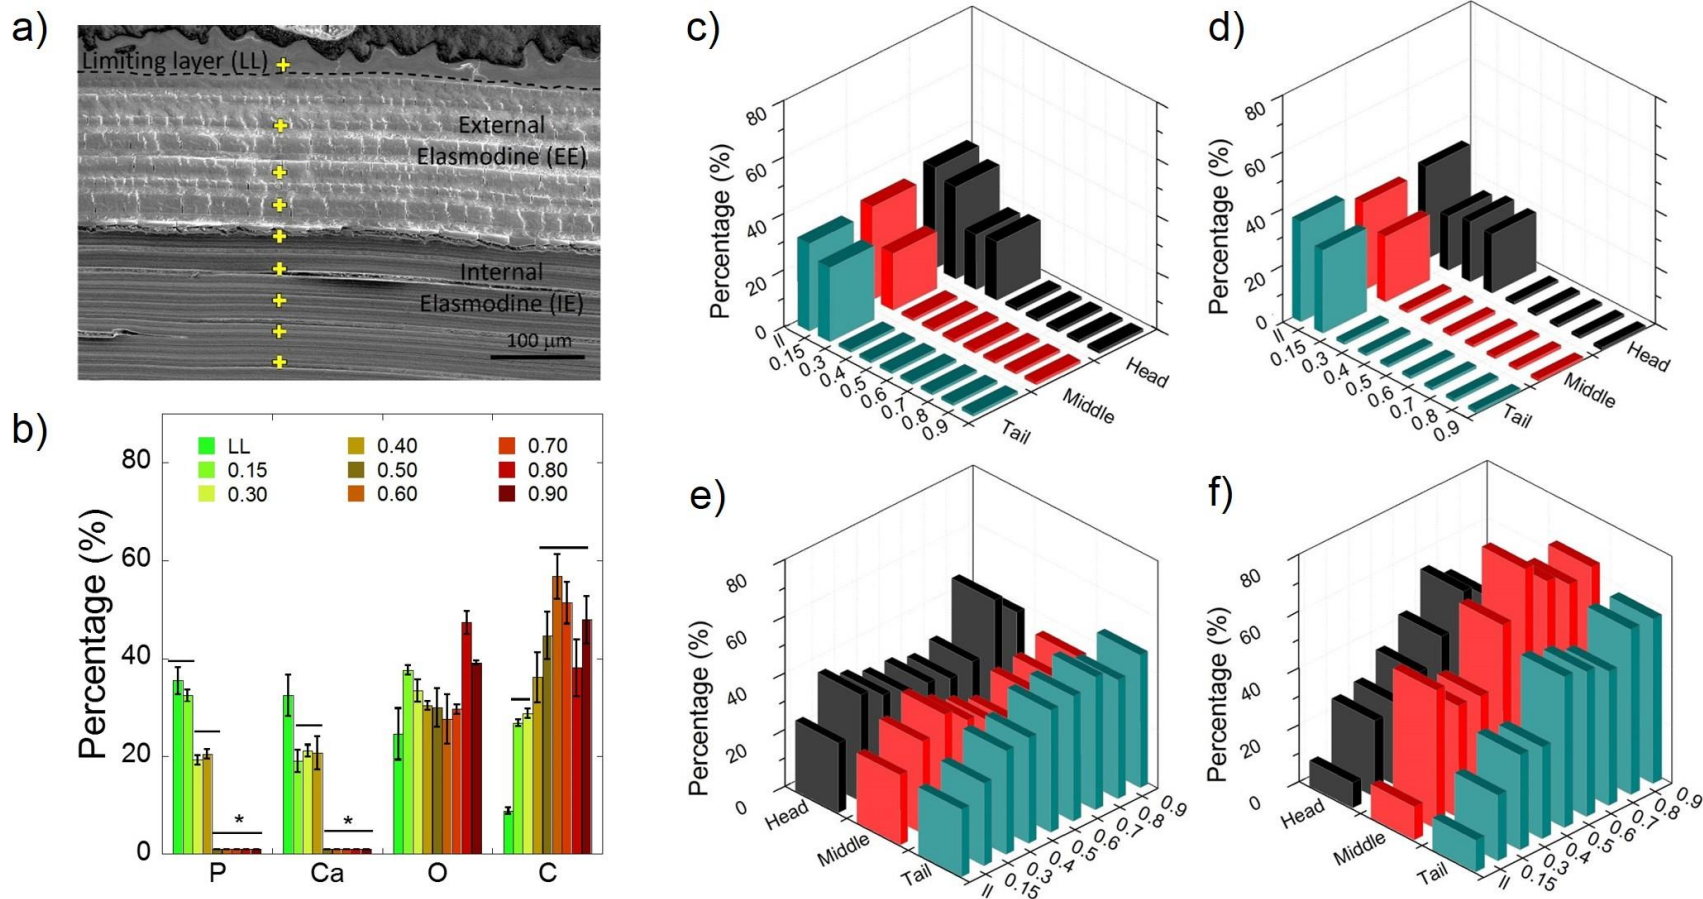 a)
Limiting layer (LL)
External
Elasmodine (EE)
Internal
Elasmodine (IE)
100 µm
b)
Percentage (%)
80
60
40
20
0
LL
0.15
0.30
0.40
0.50
0.60
0.70
0.80
0.90
*
*
P
Ca
O
C
c)
Percentage (%)
80
60
40
20
0
ll
0.15
0.3
0.4
0.5
0.6
0.7
0.8
0.9
Tail
Middle
Head
d)
Percentage (%)
80
60
40
20
0
ll
0.15
0.3
0.4
0.5
0.6
0.7
0.8
0.9
Tail
Middle
Head
e)
Percentage (%)
80
60
40
20
0
Head
Middle
Tail
ll
0.15
0.3
0.4
0.5
0.6
0.7
0.8
0.9
f)
Percentage (%)
80
60
40
20
0
Head
Middle
Tail
ll
0.15
0.3
0.4
0.5
0.6
0.7
0.8
0.9